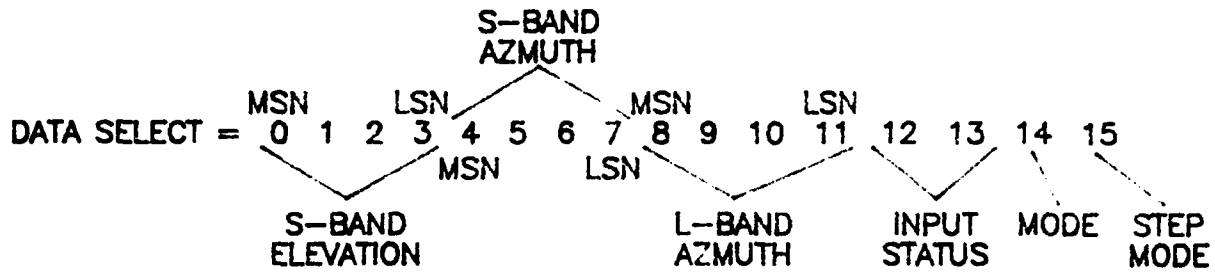 S-BAND
AZMUTH
MSN LSN MSN LSN
DATA SELECT = 0 1 2 3 4 5 6 7 8 9 10 11 12 13 14 15
MSN LSN
S-BAND
ELEVATION
L-BAND
AZMUTH
INPUT
STATUS
MODE
STEP
MODE